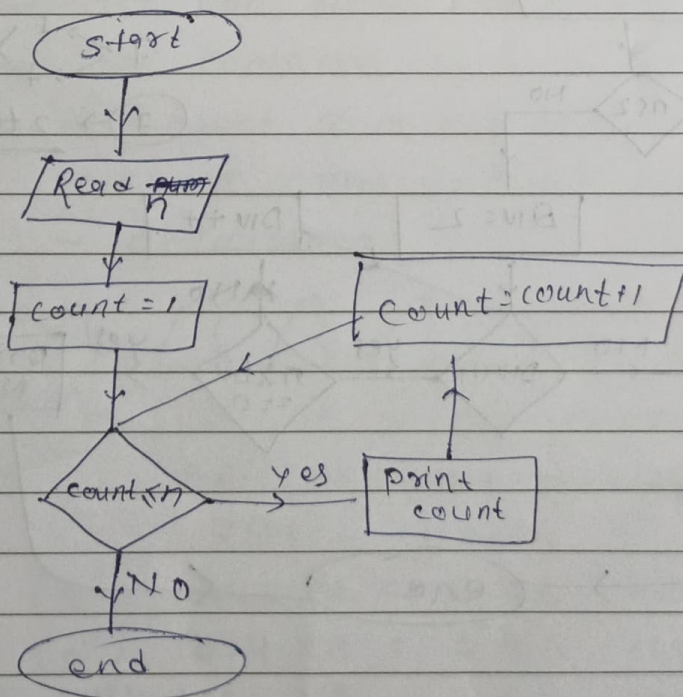 start
Read n
count = 1
count = count + 1
count ≤ n
yes
print
count
NO
end